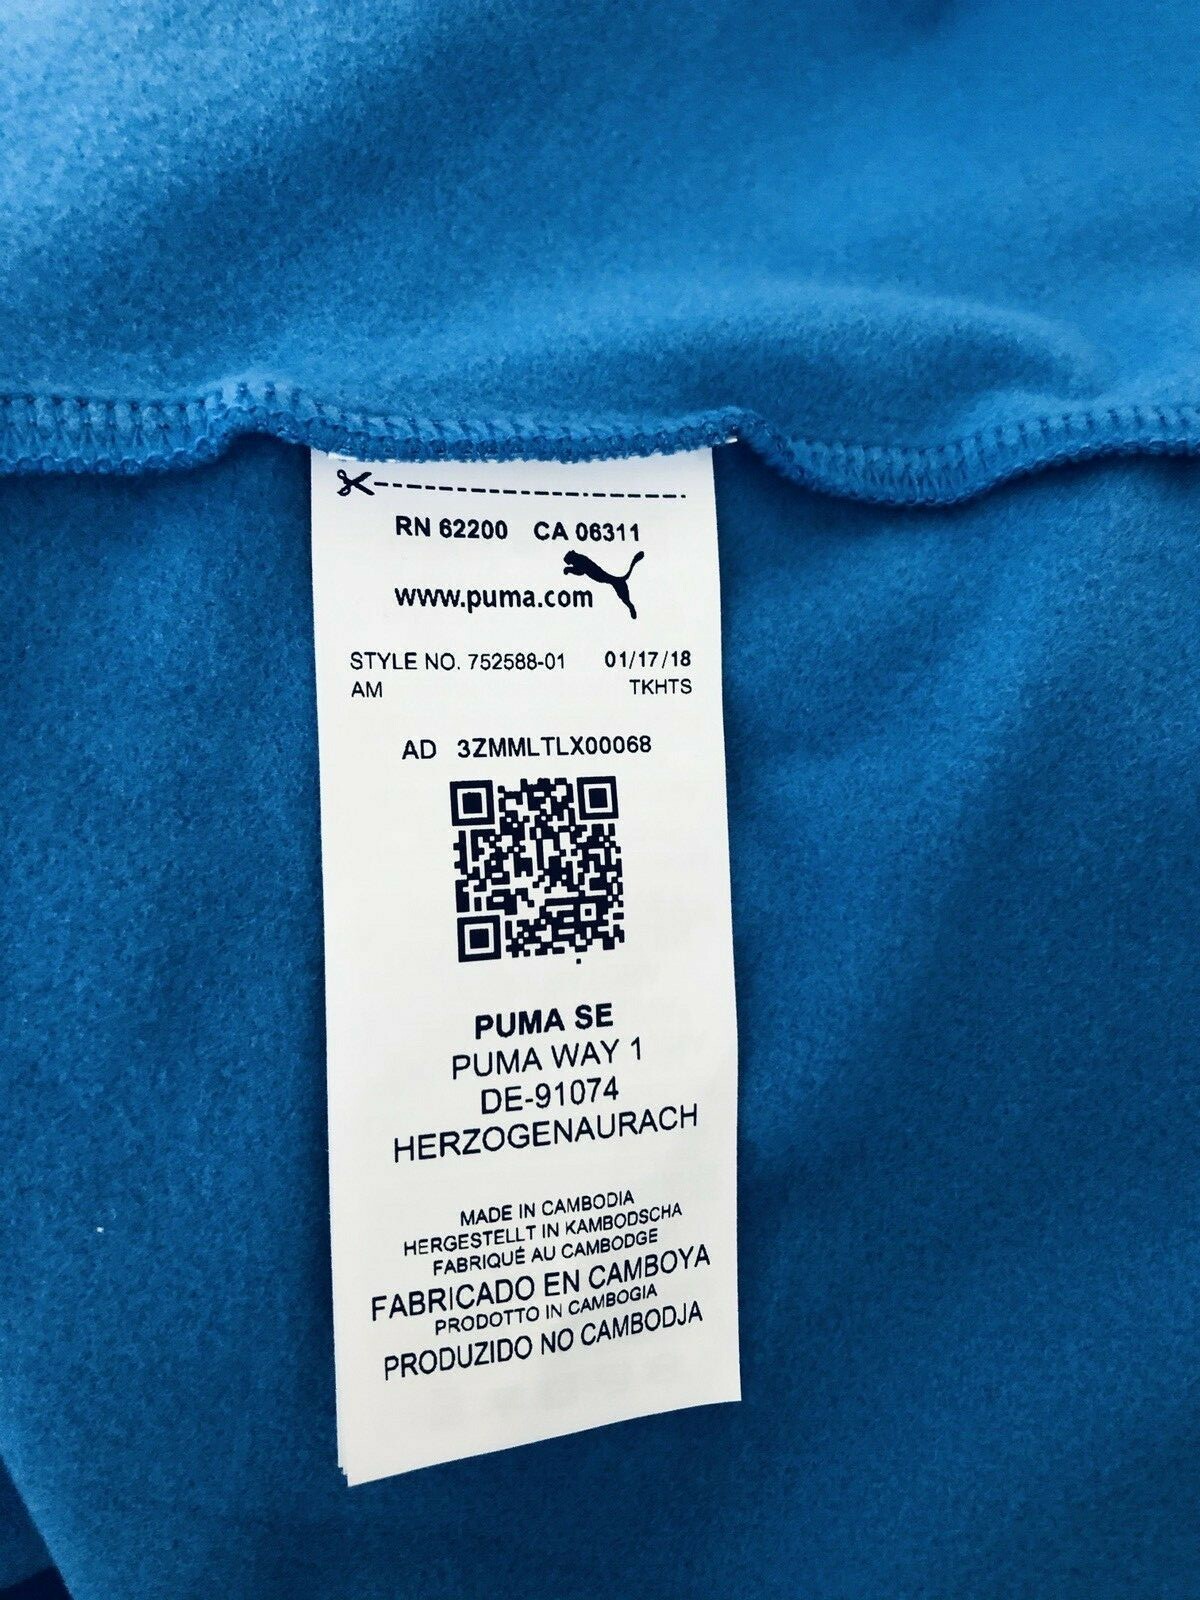 RN 62200 CA 06311
www.puma.com
STYLE NO. 752588-01 01/17/18
AM TKHTS
AD 3ZMMLTLX00068
PUMA SE
PUMA WAY 1
DE-91074
HERZOGENAURACH
MADE IN CAMBODIA
HERGESTELLT IN KAMBODSCHA
FABRIQUÉ AU CAMBODGE
FABRICADO EN CAMBOYA
PRODOTTO IN CAMBOGIA
PRODUZIDO NO CAMBODJA